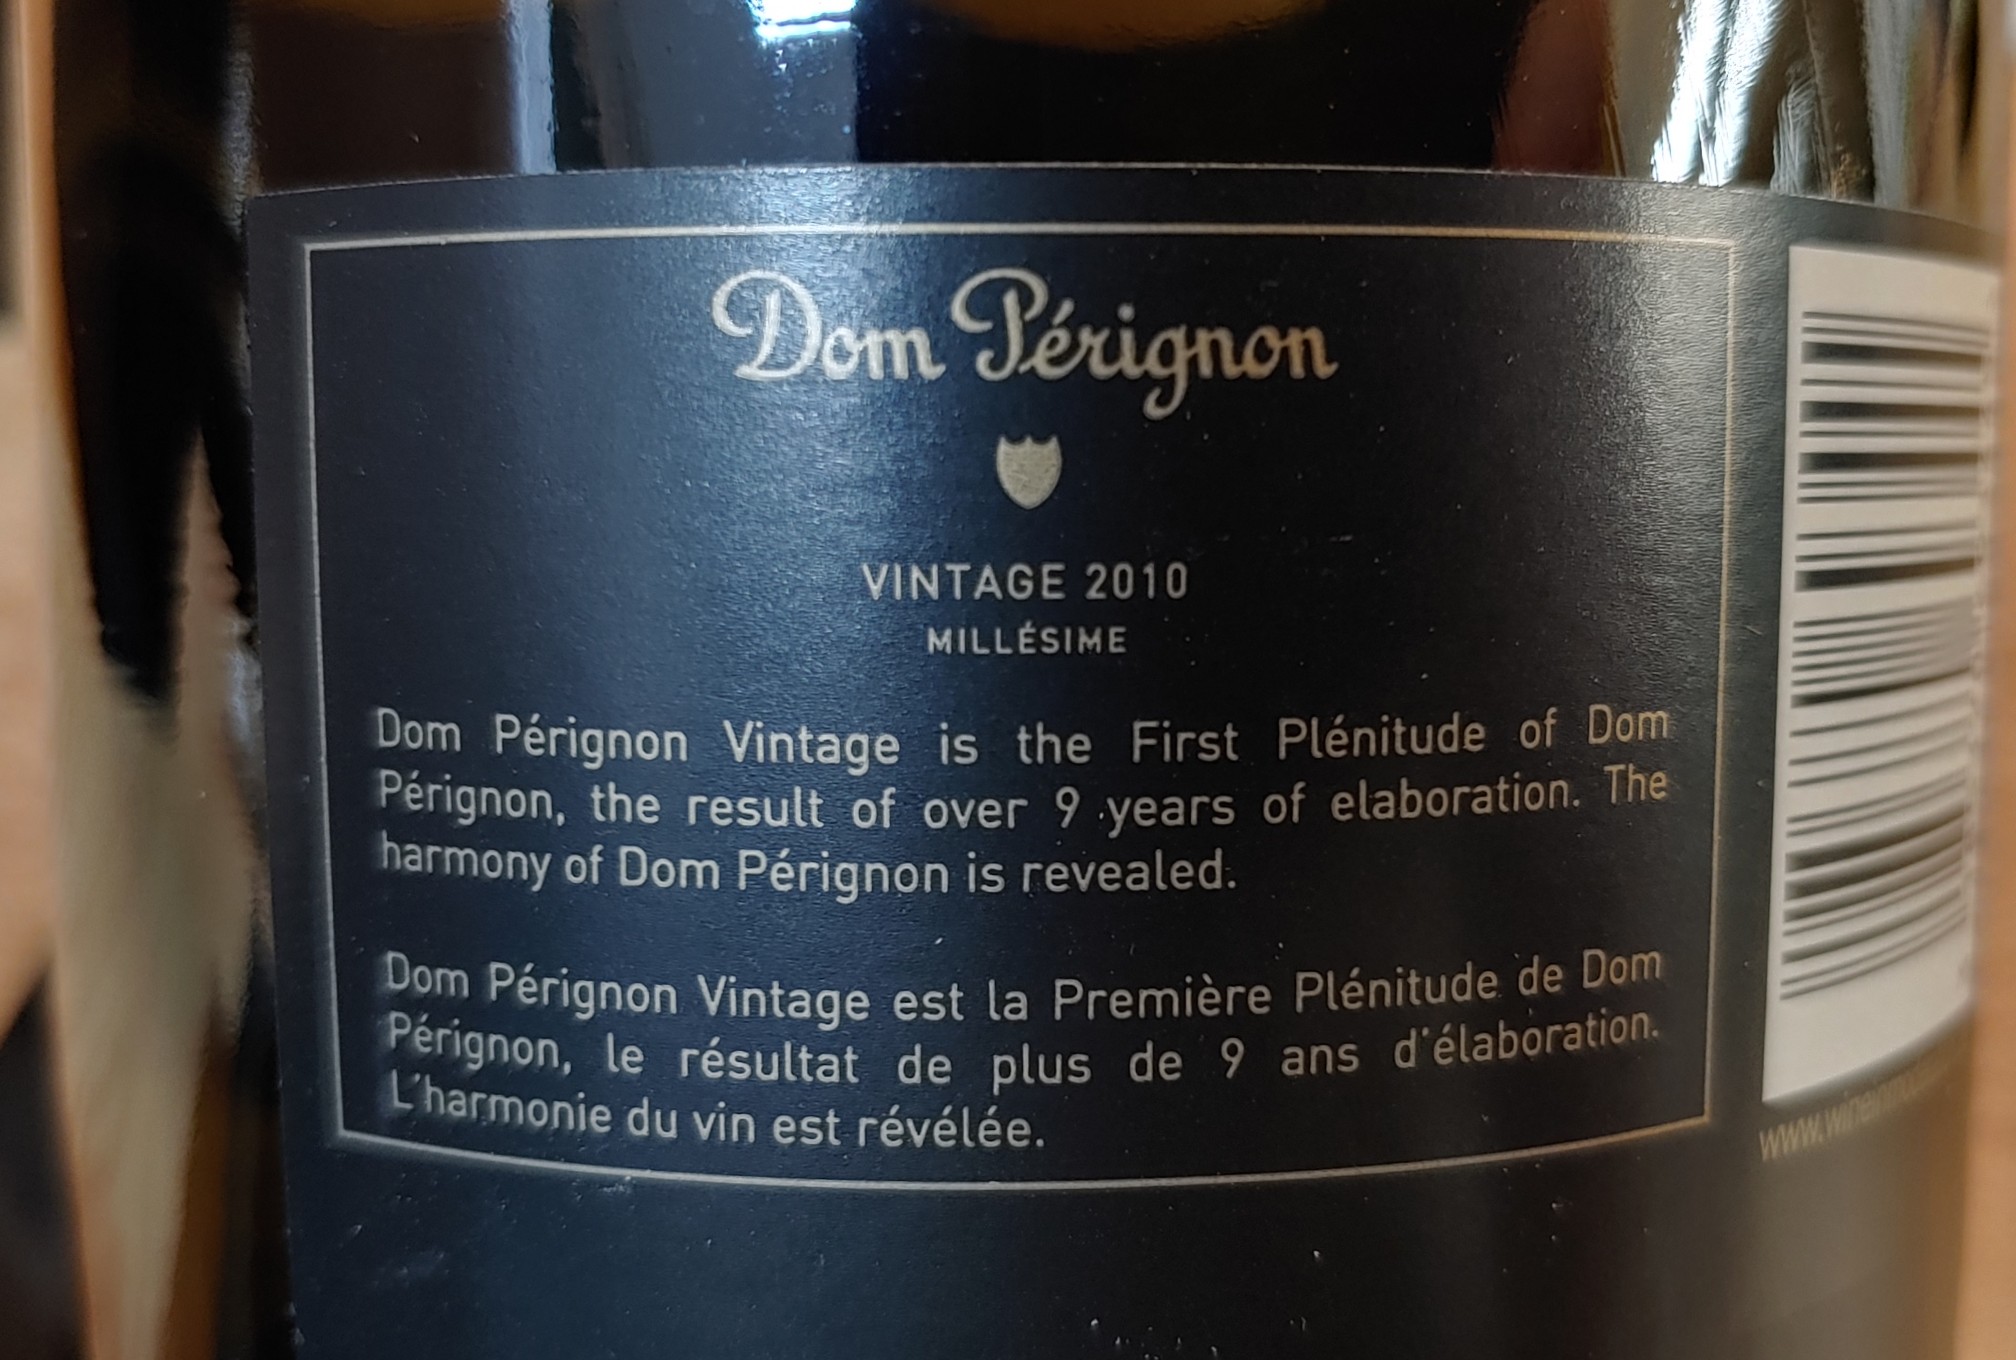 Dom Pérignon
VINTAGE 2010
MILLÉSIME
Dom Pérignon Vintage is the First Plénitude of Dom
Pérignon, the result of over 9 years of elaboration. The
harmony of Dom Pérignon is revealed.
Dom Pérignon Vintage est la Première Plénitude de Dom
Pérignon, le résultat de plus de 9 ans d'élaboration.
L'harmonie du vin est révélée.